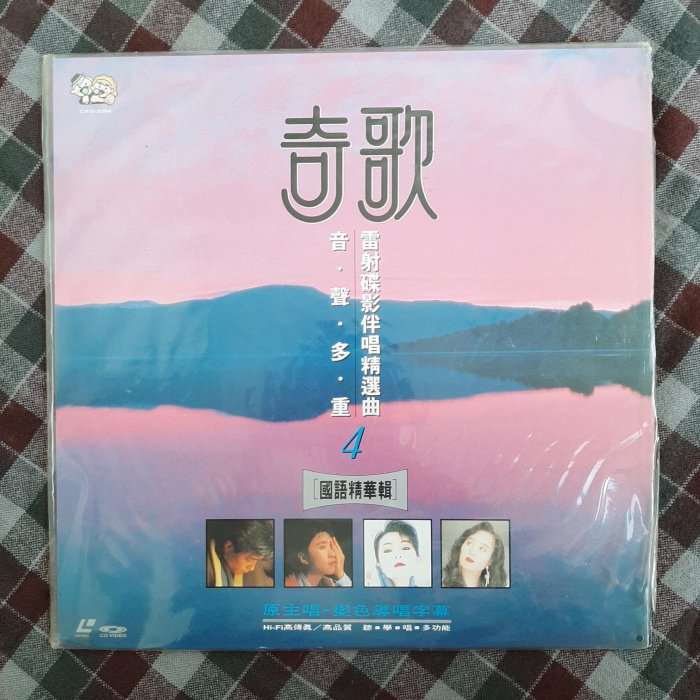 CKD-2004
奇歌
雷射碟影伴唱精選曲
音·聲·多·重
4
[國語精華輯]
原主唱-變色導唱字幕
Hi-Fi高傳真/高品質 聽■學■唱■多功能
CD VIDEO